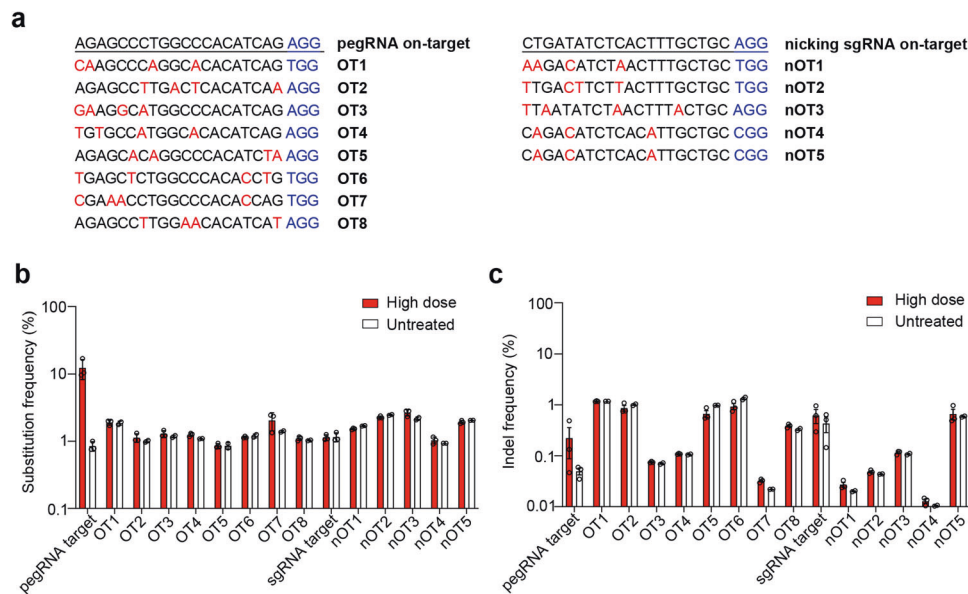 a
AGAGCCCTGGCCCACATCAG AGG pegRNA on-target
CAAGCCCAGGCACACATCAG TGG OT1
AGAGCCTTGACTCACATCAA AGG OT2
GAAGGCATGGCCCACATCAG AGG OT3
TGTGCCATGGCACACATCAG AGG OT4
AGAGCACAGGCCCACATCTA AGG OT5
TGAGCTCTGGCCCACACCTG TGG OT6
CGAAACCTGGCCCACACCAG TGG OT7
AGAGCCTTGGAACACATCAT AGG OT8
CTGATATCTCACTTTGCTGC AGG nicking sgRNA on-target
AAGACATCTAACTTTGCTGC TGG nOT1
TTGACTTCTTACTTTGCTGC TGG nOT2
TTAATATCTAACTTTACTGC AGG nOT3
CAGACATCTCACATTGCTGC CGG nOT4
CAGACATCTCACATTGCTGC CGG nOT5
b
Substitution frequency (%)
100
10
1
0.1
High dose
Untreated
pegRNA target
OT1
OT2
OT3
OT4
OT5
OT6
OT7
OT8
sgRNA target
nOT1
nOT2
nOT3
nOT4
nOT5
c
Indel frequency (%)
100
10
1
0.1
0.01
High dose
Untreated
pegRNA target
OT1
OT2
OT3
OT4
OT5
OT6
OT7
OT8
sgRNA target
nOT1
nOT2
nOT3
nOT4
nOT5